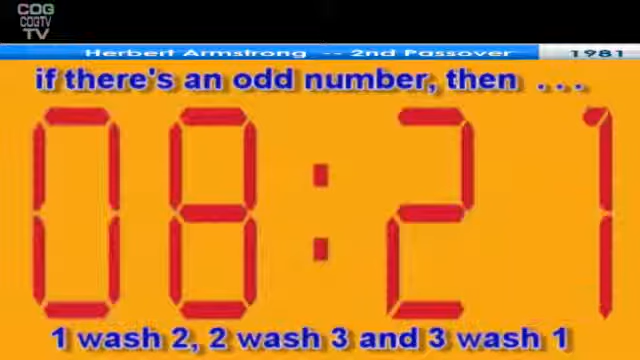 COG
COGTV
TV
Herbert Armstrong -- 2nd Passover 1981
if there's an odd number, then . . .
08:21
1 wash 2, 2 wash 3 and 3 wash 1